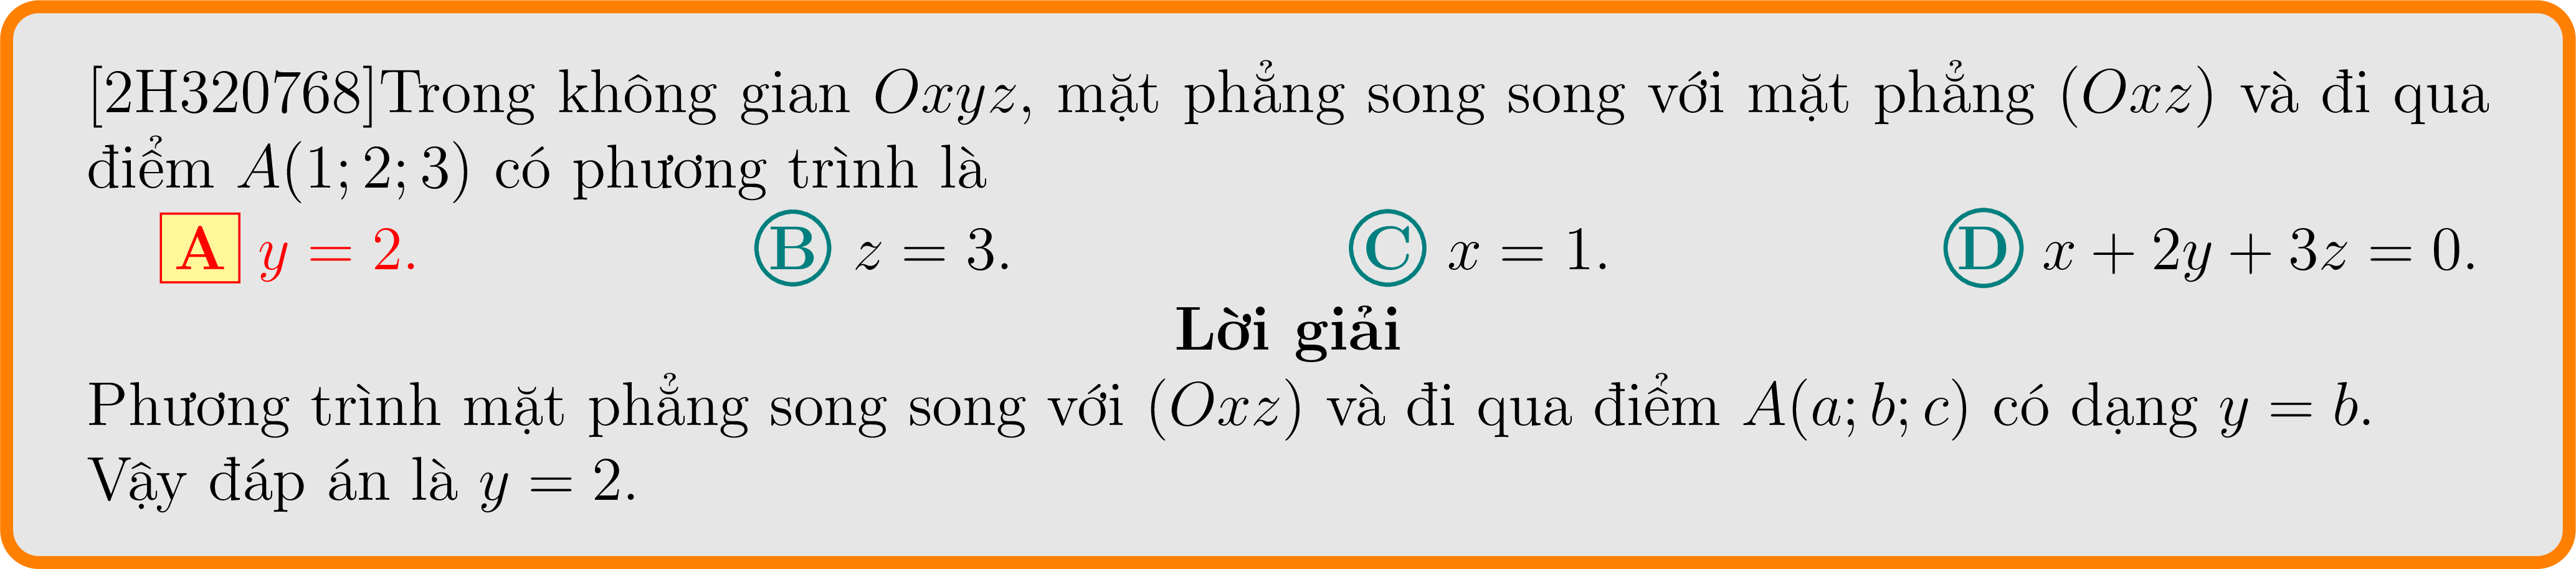 [2H320768]Trong không gian Oxyz, mặt phẳng song song với mặt phẳng (Oxz) và đi qua
điểm A(1; 2; 3) có phương trình là
A y = 2. B z = 3. C x = 1. D x + 2y + 3z = 0.
Lời giải
Phương trình mặt phẳng song song với (Oxz) và đi qua điểm A(a; b; c) có dạng y = b.
Vậy đáp án là y = 2.